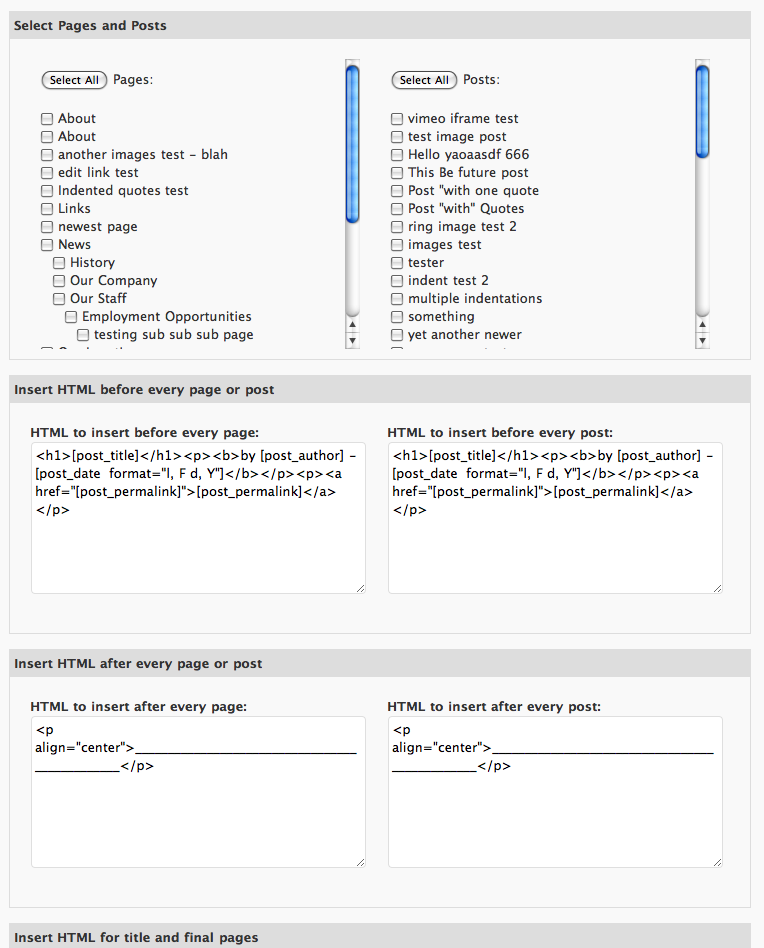 Select Pages and Posts
Select All Pages:
About
About
another images test – blah
edit link test
Indented quotes test
Links
newest page
News
History
Our Company
Our Staff
Employment Opportunities
testing sub sub sub page
Select All Posts:
vimeo iframe test
test image post
Hello yaoaasdf 666
This Be future post
Post "with one quote
Post "with" Quotes
ring image test 2
images test
tester
indent test 2
multiple indentations
something
yet another newer
Insert HTML before every page or post
HTML to insert before every page:
<h1>[post_title]</h1><p><b>by [post_author] –
[post_date  format="l, F d, Y"]</b></p><p><a
href="[post_permalink]">[post_permalink]</a>
</p>
HTML to insert before every post:
<h1>[post_title]</h1><p><b>by [post_author] –
[post_date  format="l, F d, Y"]</b></p><p><a
href="[post_permalink]">[post_permalink]</a>
</p>
Insert HTML after every page or post
HTML to insert after every page:
<p
align="center">__________________________________
_____________</p>
HTML to insert after every post:
<p
align="center">__________________________________
_____________</p>
Insert HTML for title and final pages